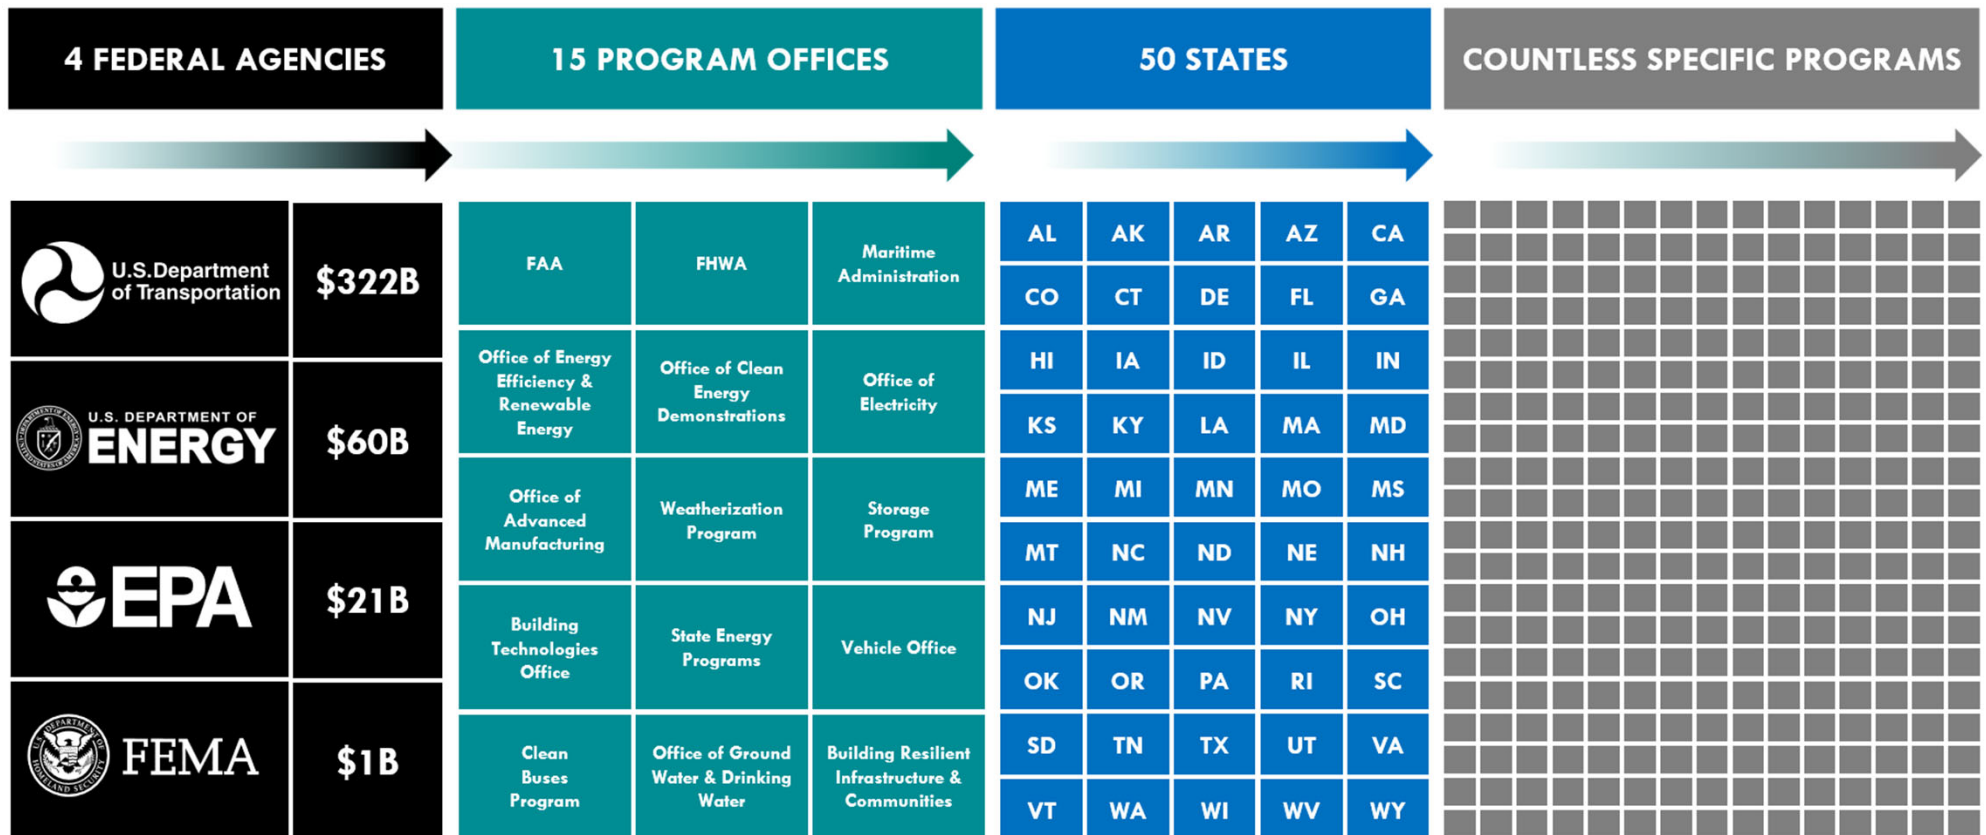 4 FEDERAL AGENCIES
15 PROGRAM OFFICES
50 STATES
COUNTLESS SPECIFIC PROGRAMS
U.S.Department
of Transportation
$322B
U.S. DEPARTMENT OF
ENERGY
$60B
EPA
$21B
FEMA
$1B
FAA
FHWA
Maritime
Administration
Office of Energy
Efficiency &
Renewable
Energy
Office of Clean
Energy
Demonstrations
Office of
Electricity
Office of
Advanced
Manufacturing
Weatherization
Program
Storage
Program
Building
Technologies
Office
State Energy
Programs
Vehicle Office
Clean
Buses
Program
Office of Ground
Water & Drinking
Water
Building Resilient
Infrastructure &
Communities
AL AK AR AZ CA
CO CT DE FL GA
HI IA ID IL IN
KS KY LA MA MD
ME MI MN MO MS
MT NC ND NE NH
NJ NM NV NY OH
OK OR PA RI SC
SD TN TX UT VA
VT WA WI WV WY